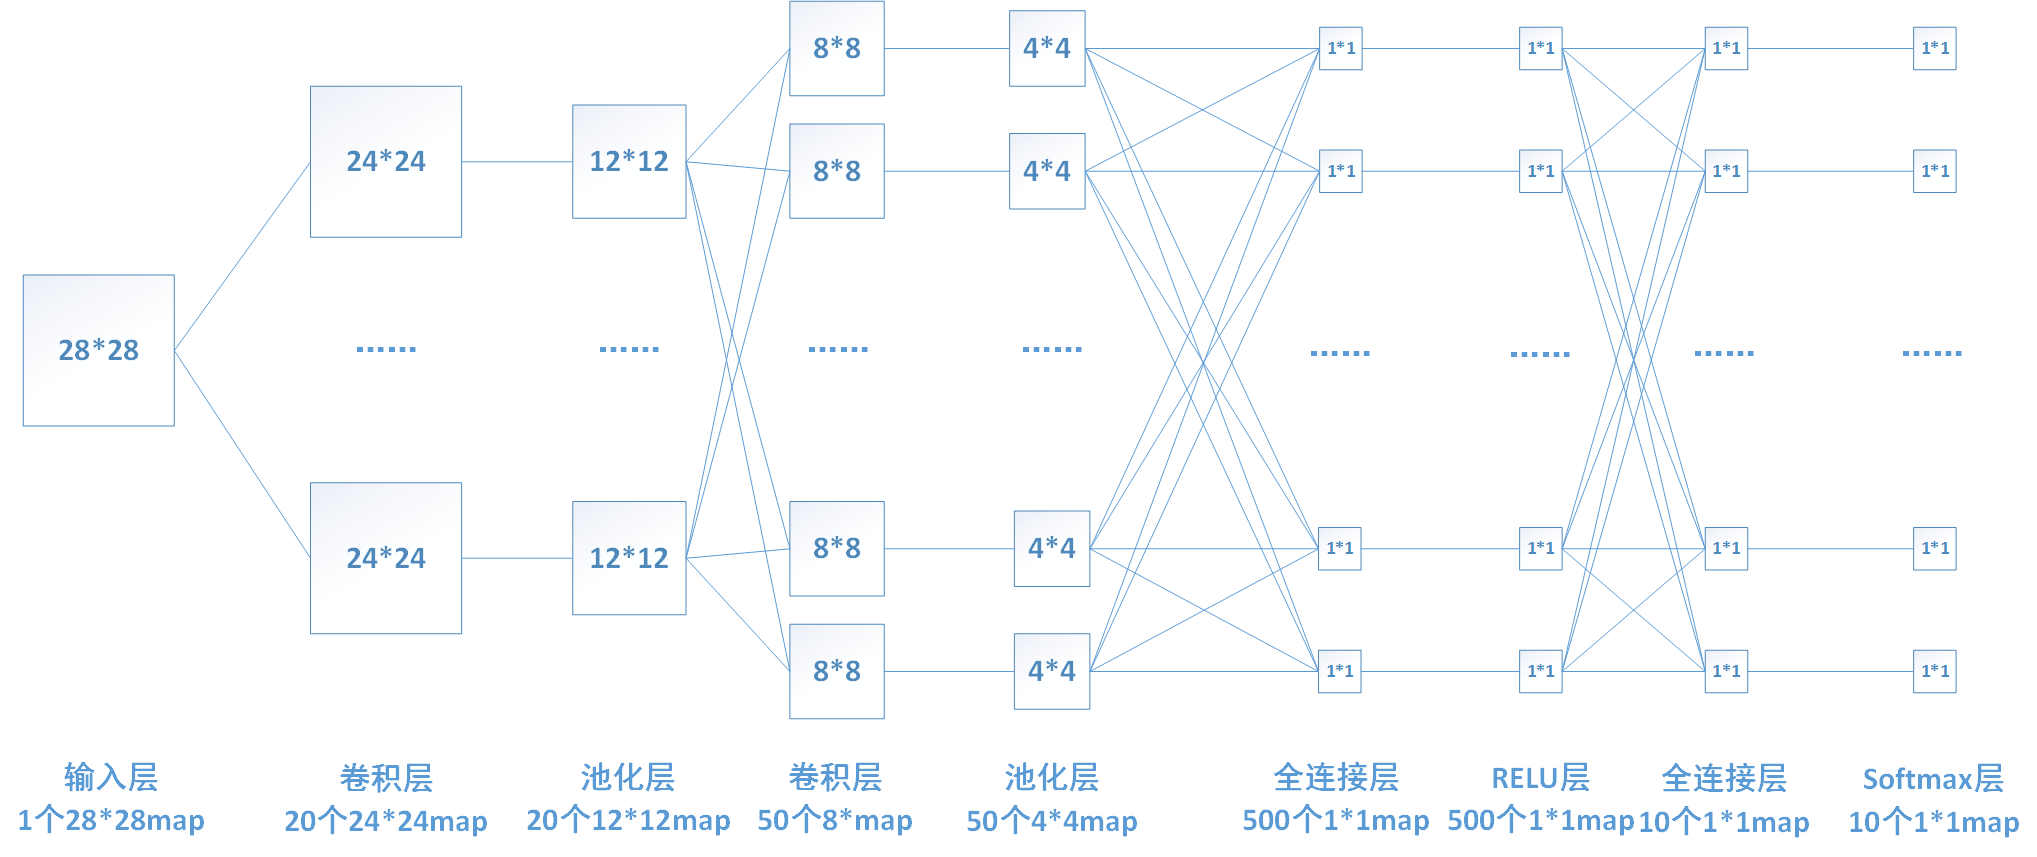 8*8
4*4
1*1
1*1
1*1
1*1
24*24
12*12
8*8
4*4
1*1
1*1
1*1
1*1
28*28
......
......
......
......
......
......
......
......
24*24
12*12
8*8
4*4
1*1
1*1
1*1
1*1
8*8
4*4
1*1
1*1
1*1
1*1
输入层
1个28*28map
卷积层
20个24*24map
池化层
20个12*12map
卷积层
50个8*map
池化层
50个4*4map
全连接层
500个1*1map
RELU层
500个1*1map
全连接层
10个1*1map
Softmax层
10个1*1map